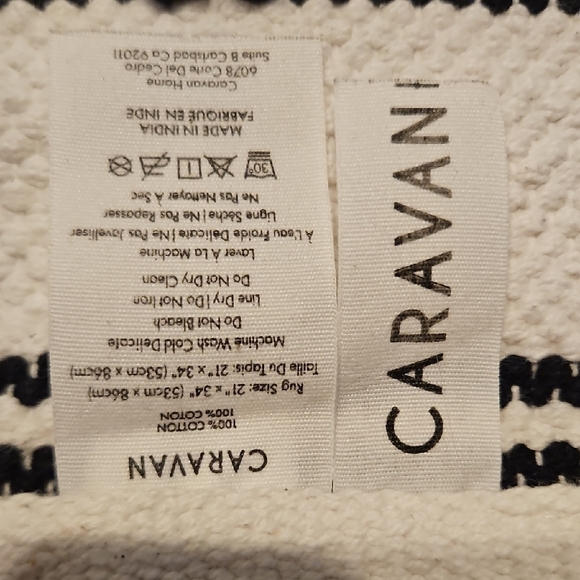 CARAVAN
100% COTTON
100% COTTON
Rug Size: 21" x 34" (53cm x 86cm)
Taille Du Tapis: 21" x 34" (53cm x 86cm)
Machine Wash Cold Delicate
Do Not Bleach
Line Dry | Do Not Iron
Do Not Dry Clean
Laver À La Machine
À L'eau Froide Délicate | Ne Pas Javelliser
Ligne Sèche | Ne Pas Repasser
Ne Pas Nettoyer À Sec
30°
MADE IN INDIA
FABRIQUÉ EN INDE
Caravan Home
6078 Corte Del Cedro
Suite B Carlsbad Ca 92011
CARAVAN